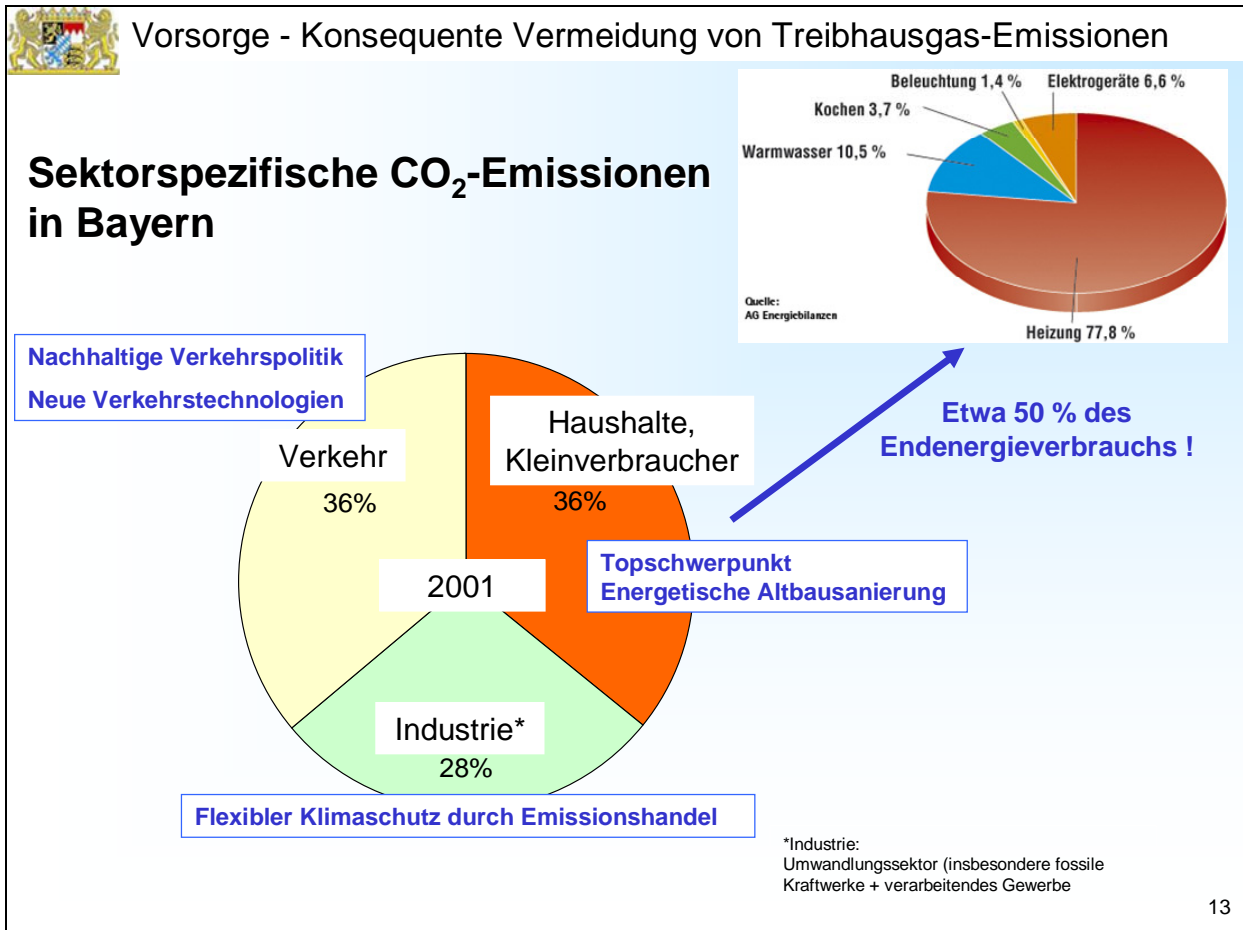 Vorsorge - Konsequente Vermeidung von Treibhausgas-Emissionen
Sektorspezifische CO₂-Emissionen
in Bayern
Beleuchtung 1,4 %
Elektrogeräte 6,6 %
Kochen 3,7 %
Warmwasser 10,5 %
Quelle:
AG Energiebilanzen
Heizung 77,8 %
Nachhaltige Verkehrspolitik
Neue Verkehrstechnologien
Etwa 50 % des
Endenergieverbrauchs !
Verkehr
36%
Haushalte,
Kleinverbraucher
36%
Topschwerpunkt
Energetische Altbausanierung
2001
Industrie*
28%
Flexibler Klimaschutz durch Emissionshandel
*Industrie:
Umwandlungssektor (insbesondere fossile
Kraftwerke + verarbeitendes Gewerbe
13